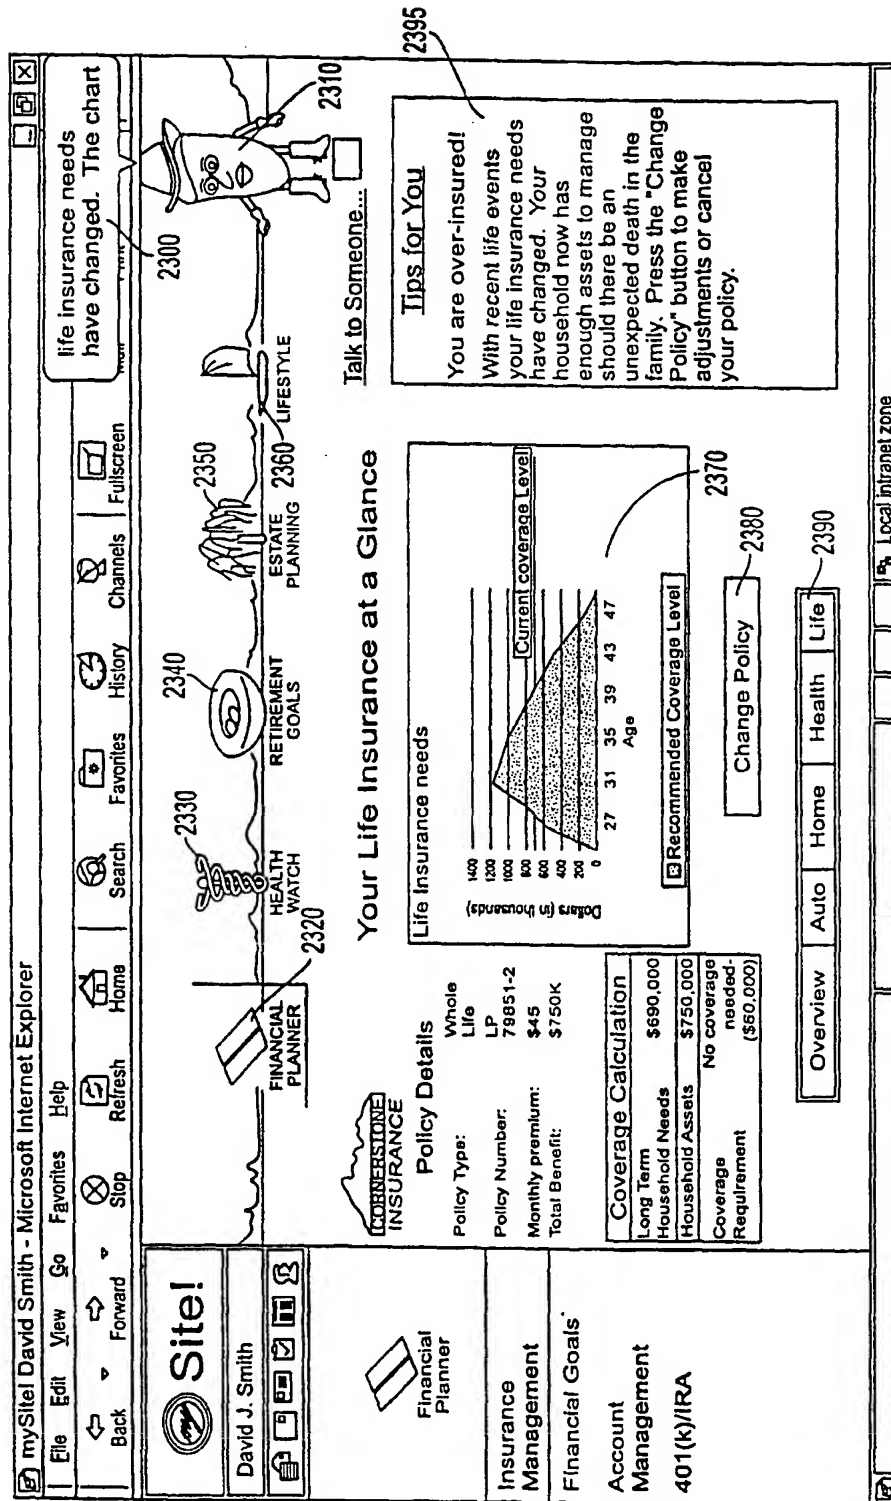 mySite! David Smith - Microsoft Internet Explorer
File Edit View Go Favorites Help
Back Forward Stop Refresh Home Search Favorites History Channels Fullscreen
life insurance needs
have changed. The chart
2300
my Site!
David J. Smith
FINANCIAL
PLANNER
2320
HEALTH
WATCH
2330
RETIREMENT
GOALS
2340
ESTATE
PLANNING
2350
LIFESTYLE
2360
2310
Talk to Someone...
Financial
Planner
Insurance
Management
Financial Goals
Account
Management
401(k)/IRA
CORNERSTONE
INSURANCE
Policy Details
Policy Type: Whole
Life
Policy Number: LP
79851-2
Monthly premium: $45
Total Benefit: $750K
Coverage Calculation
Long Term
Household Needs $690,000
Household Assets $750,000
Coverage
Requirement
No coverage
needed-
($60,000)
Your Life Insurance at a Glance
Life Insurance needs
Dollars (in thousands)
1400
1200
1000
800
600
400
200
0
Current coverage Level
27 31 35 39 43 47
Age
Recommended Coverage Level
2370
Change Policy
2380
Overview Auto Home Health Life
2390
Tips for You
You are over-insured!
With recent life events
your life insurance needs
have changed. Your
household now has
enough assets to manage
should there be an
unexpected death in the
family. Press the "Change
Policy" button to make
adjustments or cancel
your policy.
2395
Local intranet zone